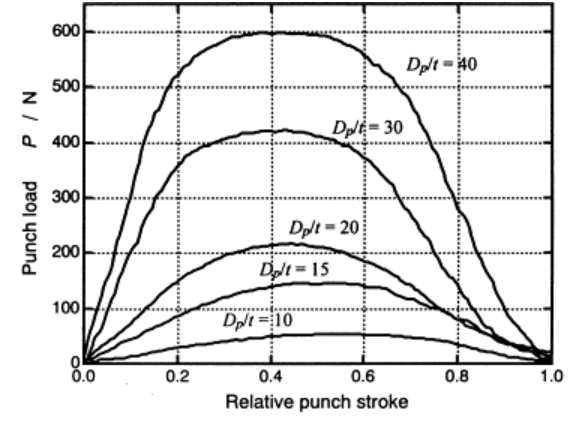 600
500
400
300
200
100
0
Punch load P / N
Dp/t = 40
Dp/t = 30
Dp/t = 20
Dp/t = 15
Dp/t = 10
0.0 0.2 0.4 0.6 0.8 1.0
Relative punch stroke